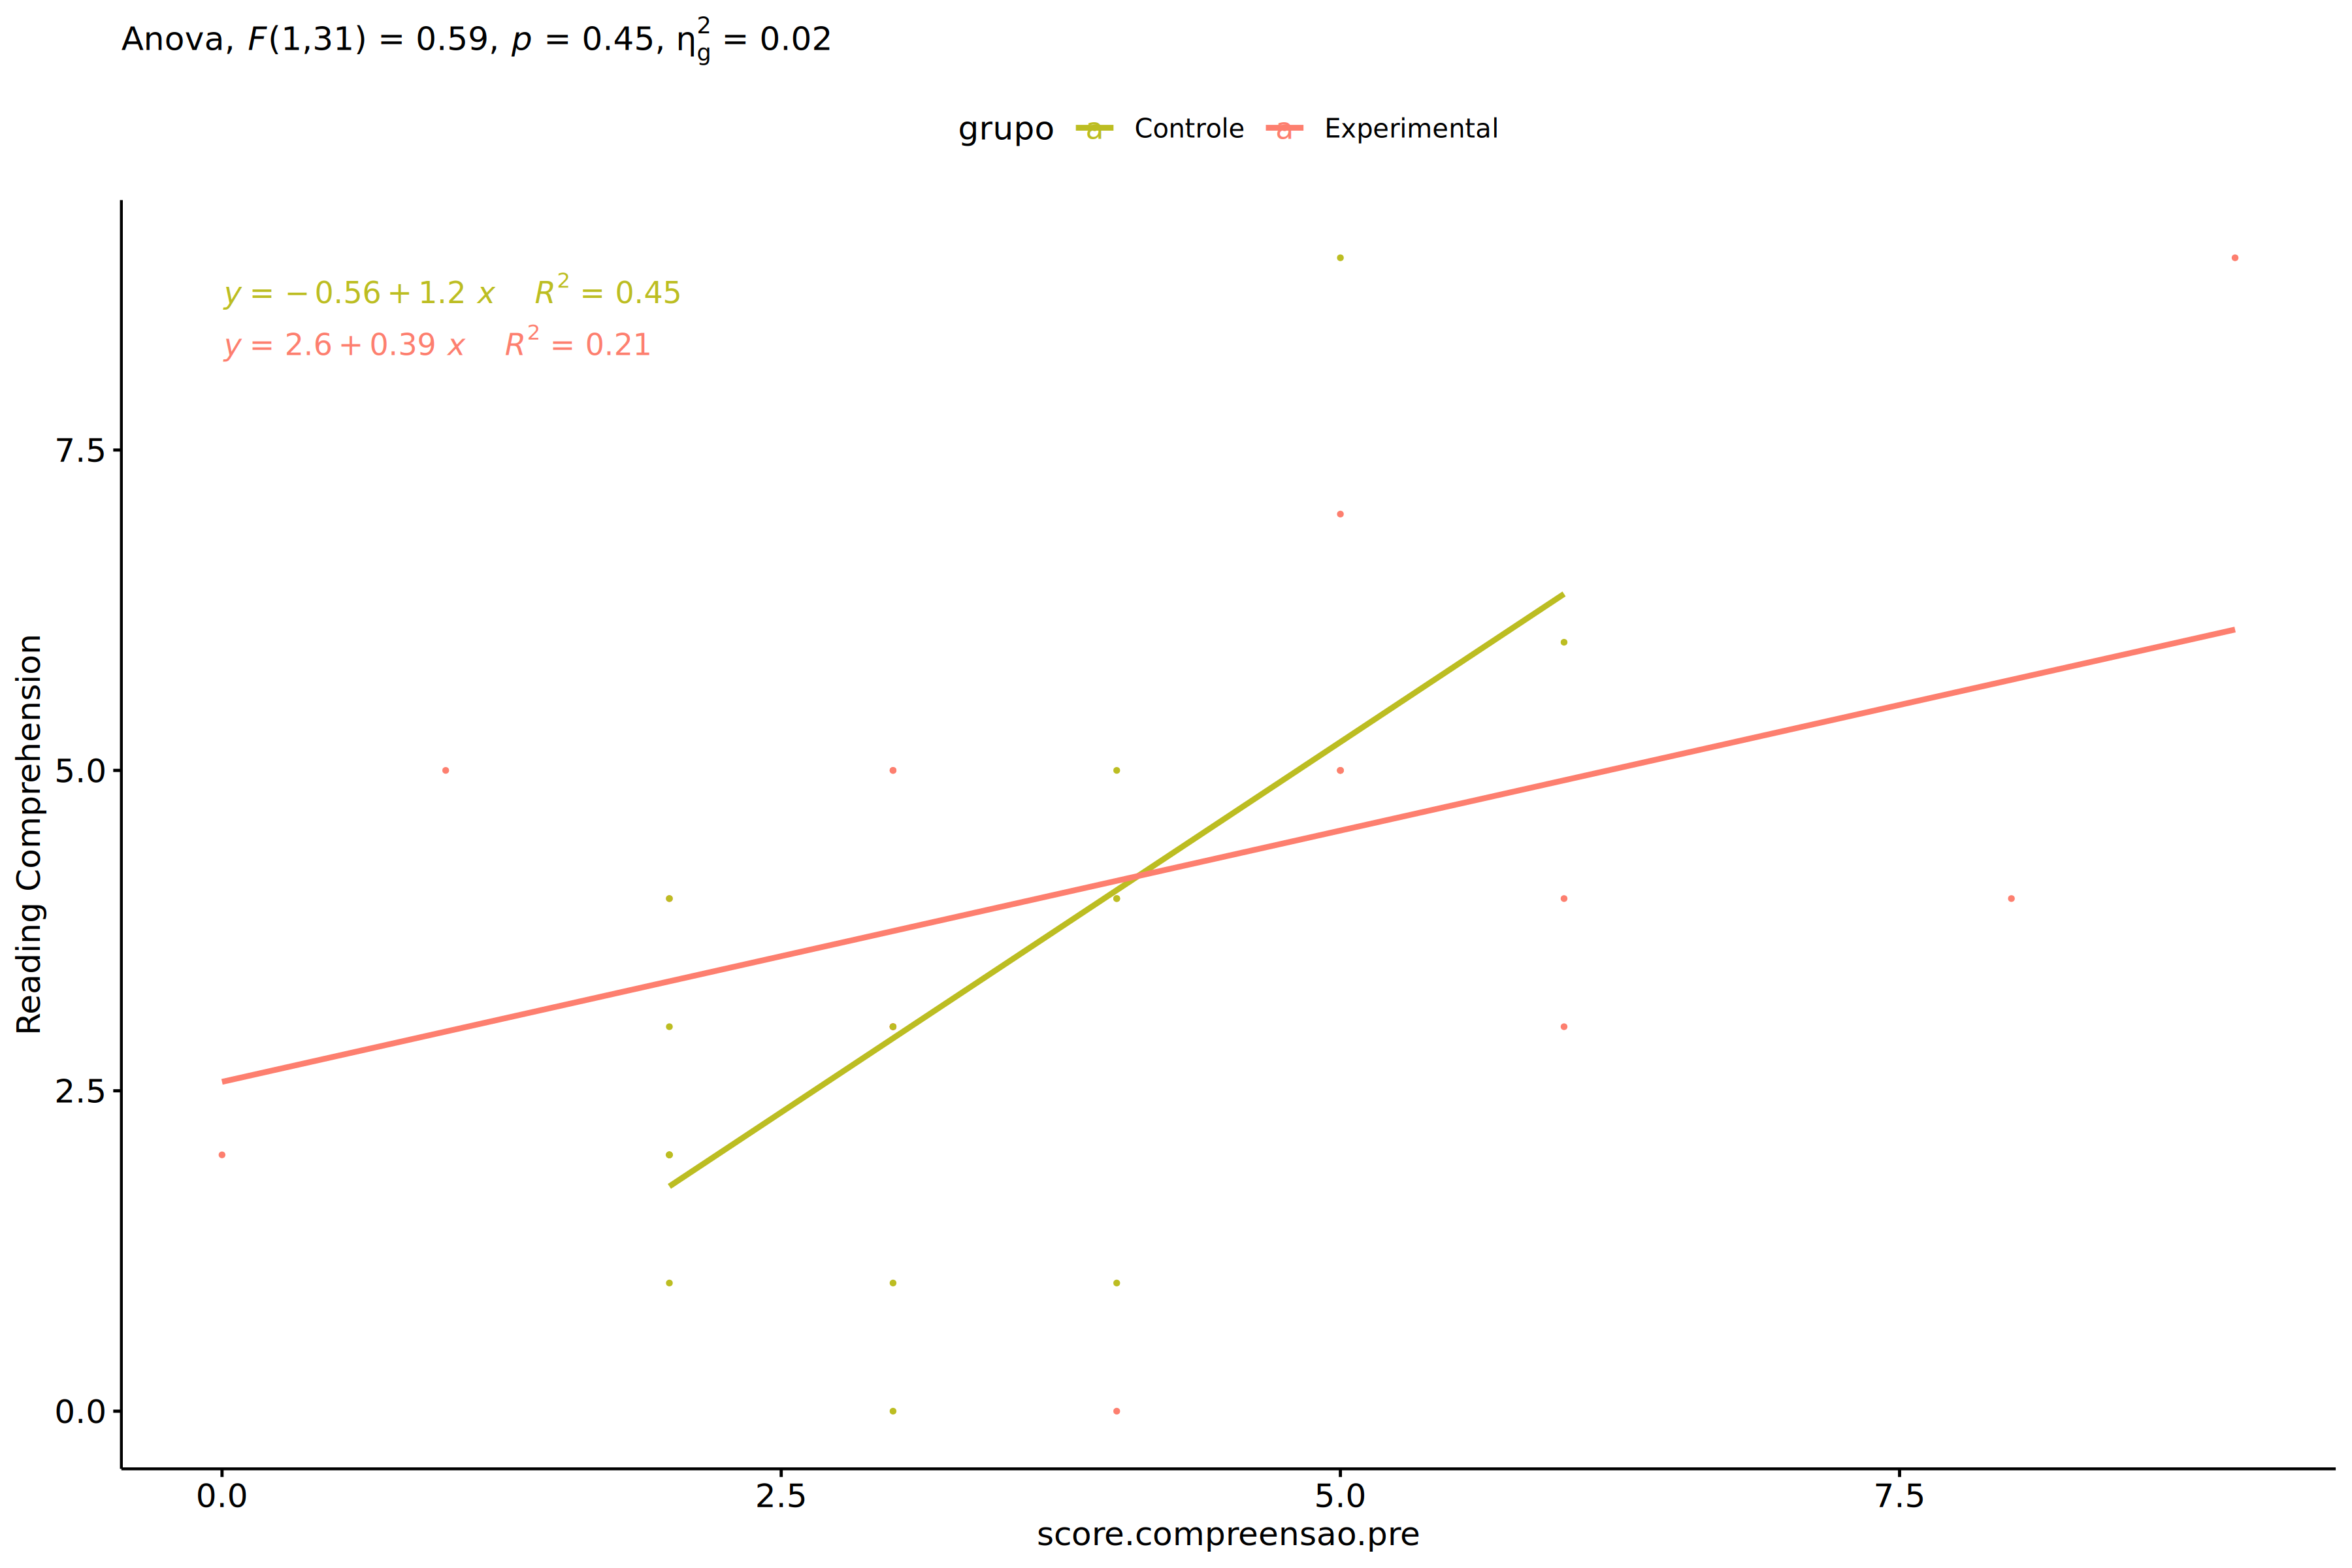 Anova, F(1,31) = 0.59, p = 0.45, η²g = 0.02
grupo a Controle a Experimental
y = − 0.56 + 1.2 x R² = 0.45
y = 2.6 + 0.39 x R² = 0.21
7.5
5.0
2.5
0.0
Reading Comprehension
0.0 2.5 5.0 7.5
score.compreensao.pre